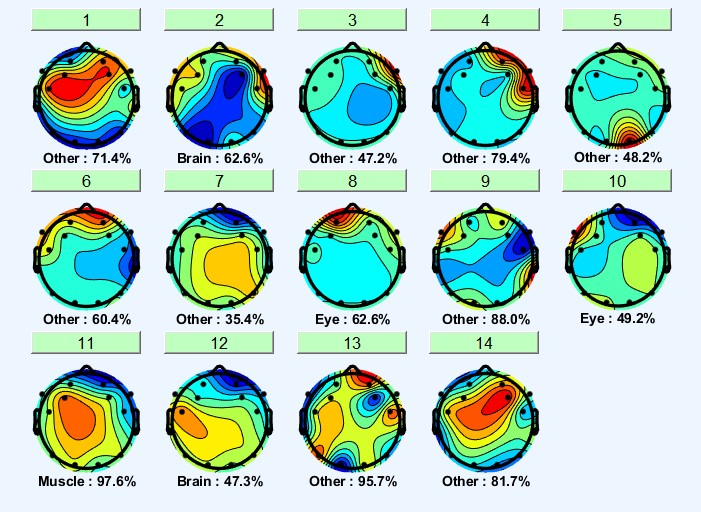 1 2 3 4 5
Other : 71.4% Brain : 62.6% Other : 47.2% Other : 79.4% Other : 48.2%
6 7 8 9 10
Other : 60.4% Other : 35.4% Eye : 62.6% Other : 88.0% Eye : 49.2%
11 12 13 14
Muscle : 97.6% Brain : 47.3% Other : 95.7% Other : 81.7%